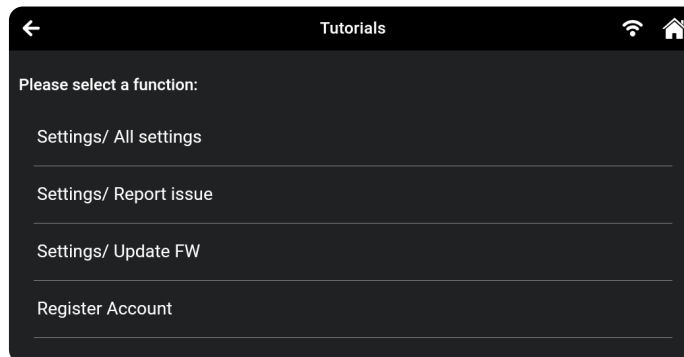 Tutorials
Please select a function:
Settings/ All settings
Settings/ Report issue
Settings/ Update FW
Register Account